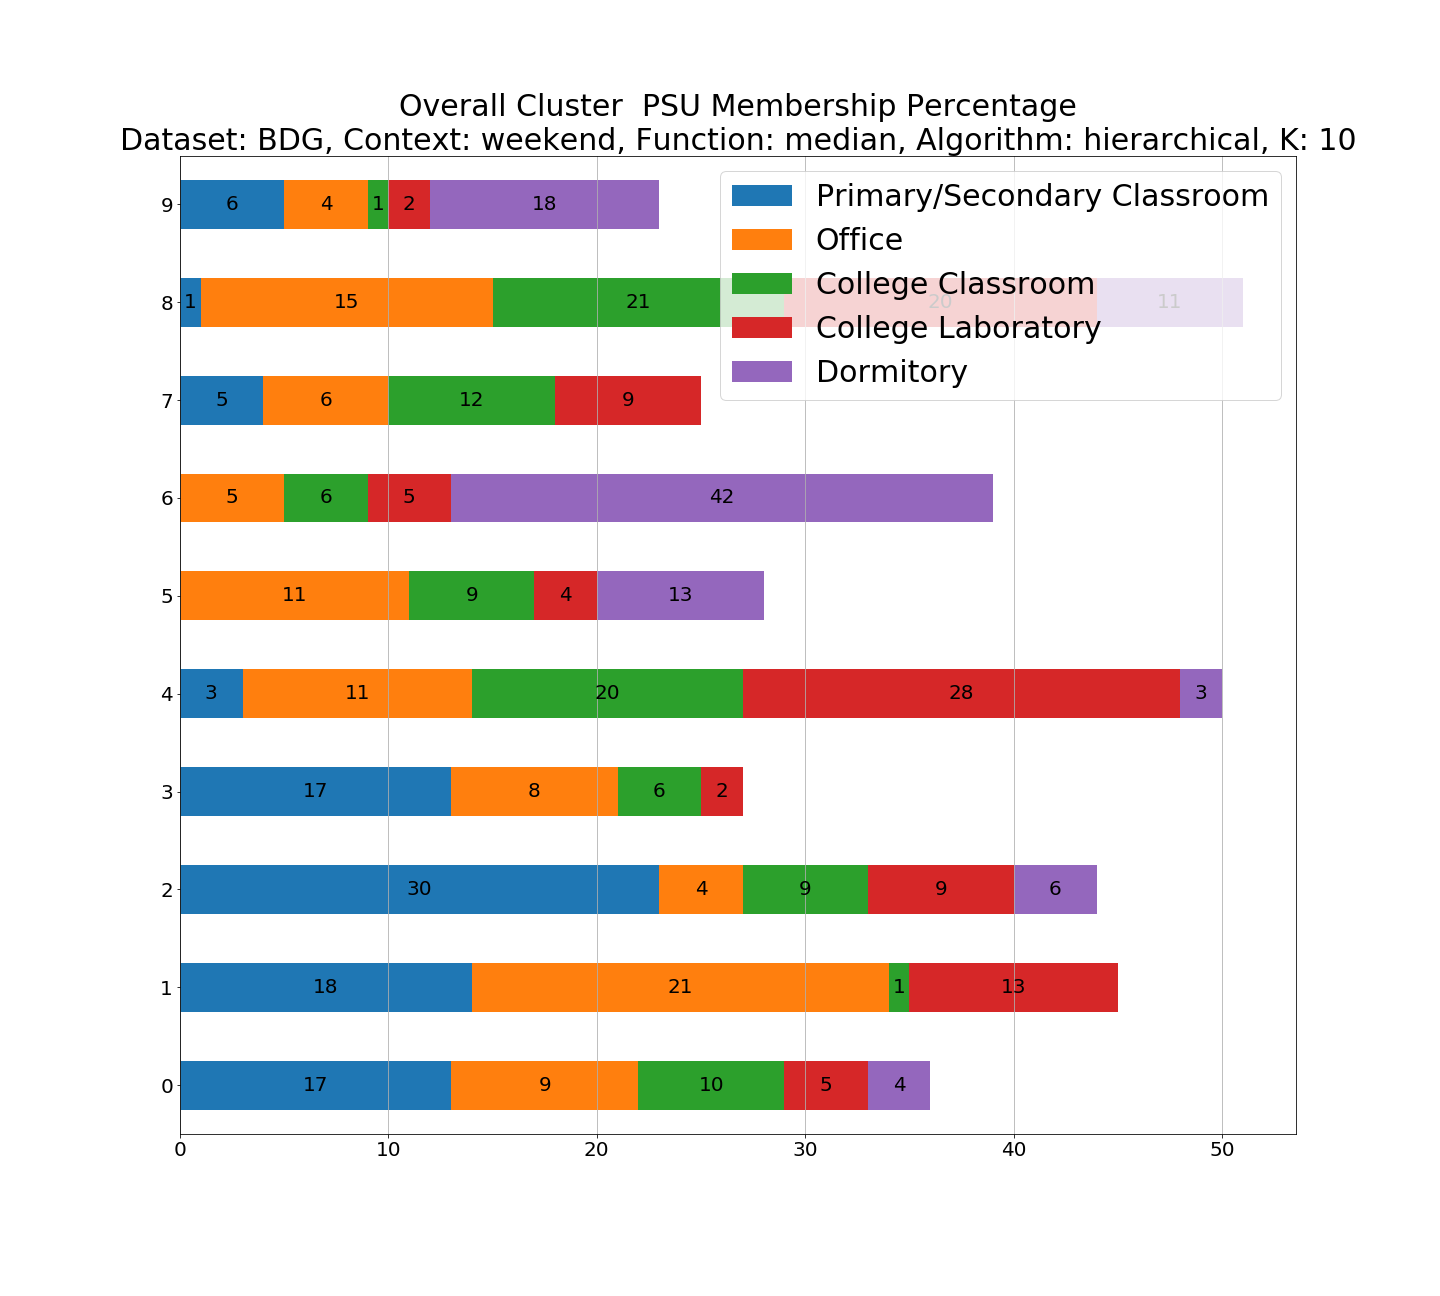 Overall Cluster  PSU Membership Percentage
Dataset: BDG, Context: weekend, Function: median, Algorithm: hierarchical, K: 10
Primary/Secondary Classroom
Office
College Classroom
College Laboratory
Dormitory
9 6 4 1 2 18
8 1 15 21 20 11
7 5 6 12 9
6 5 6 5 42
5 11 9 4 13
4 3 11 20 28 3
3 17 8 6 2
2 30 4 9 9 6
1 18 21 1 13
0 17 9 10 5 4
0 10 20 30 40 50